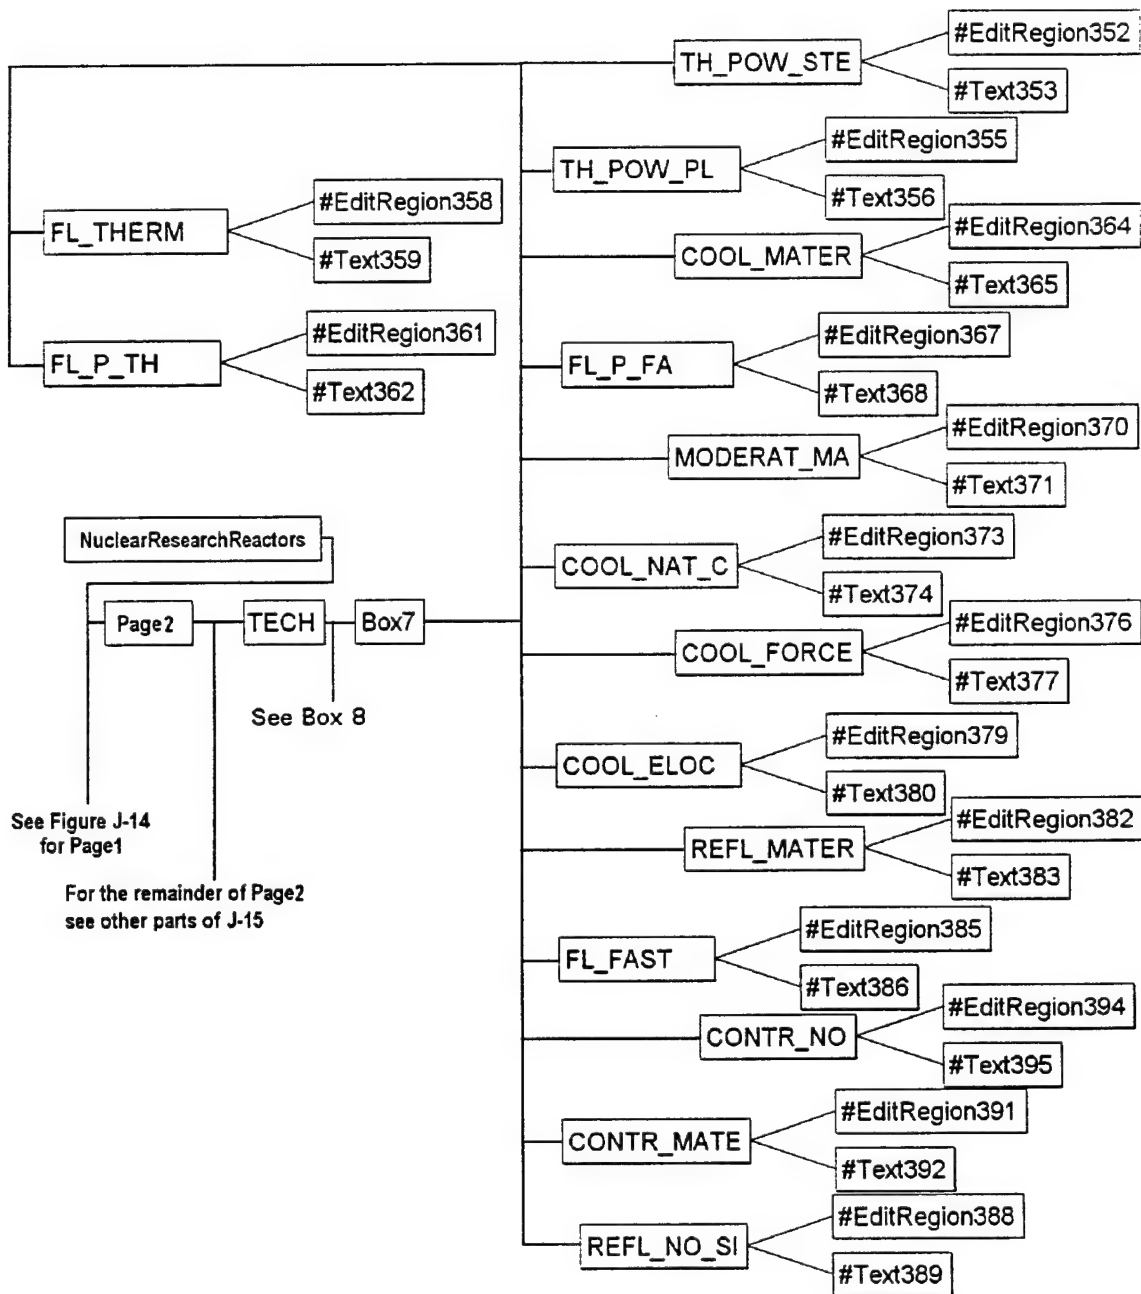 TH_POW_STE
#EditRegion352
#Text353
TH_POW_PL
#EditRegion355
#Text356
FL_THERM
#EditRegion358
#Text359
COOL_MATER
#EditRegion364
#Text365
FL_P_TH
#EditRegion361
#Text362
FL_P_FA
#EditRegion367
#Text368
MODERAT_MA
#EditRegion370
#Text371
NuclearResearchReactors
Page2
TECH
Box7
See Box 8
See Figure J-14
for Page1
For the remainder of Page2
see other parts of J-15
COOL_NAT_C
#EditRegion373
#Text374
COOL_FORCE
#EditRegion376
#Text377
COOL_ELOC
#EditRegion379
#Text380
REFL_MATER
#EditRegion382
#Text383
FL_FAST
#EditRegion385
#Text386
CONTR_NO
#EditRegion394
#Text395
CONTR_MATE
#EditRegion391
#Text392
REFL_NO_SI
#EditRegion388
#Text389